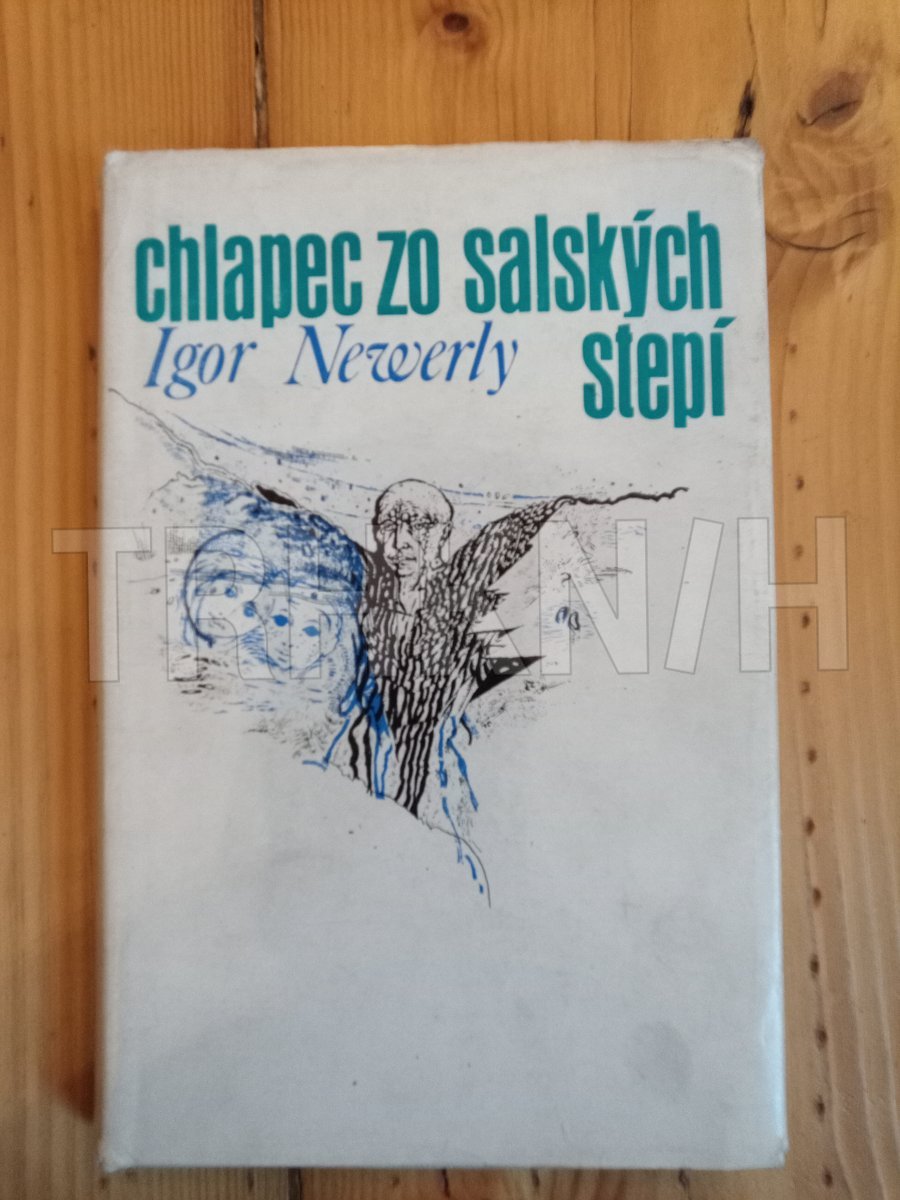 chlapec zo salských
stepí
Igor Newerly